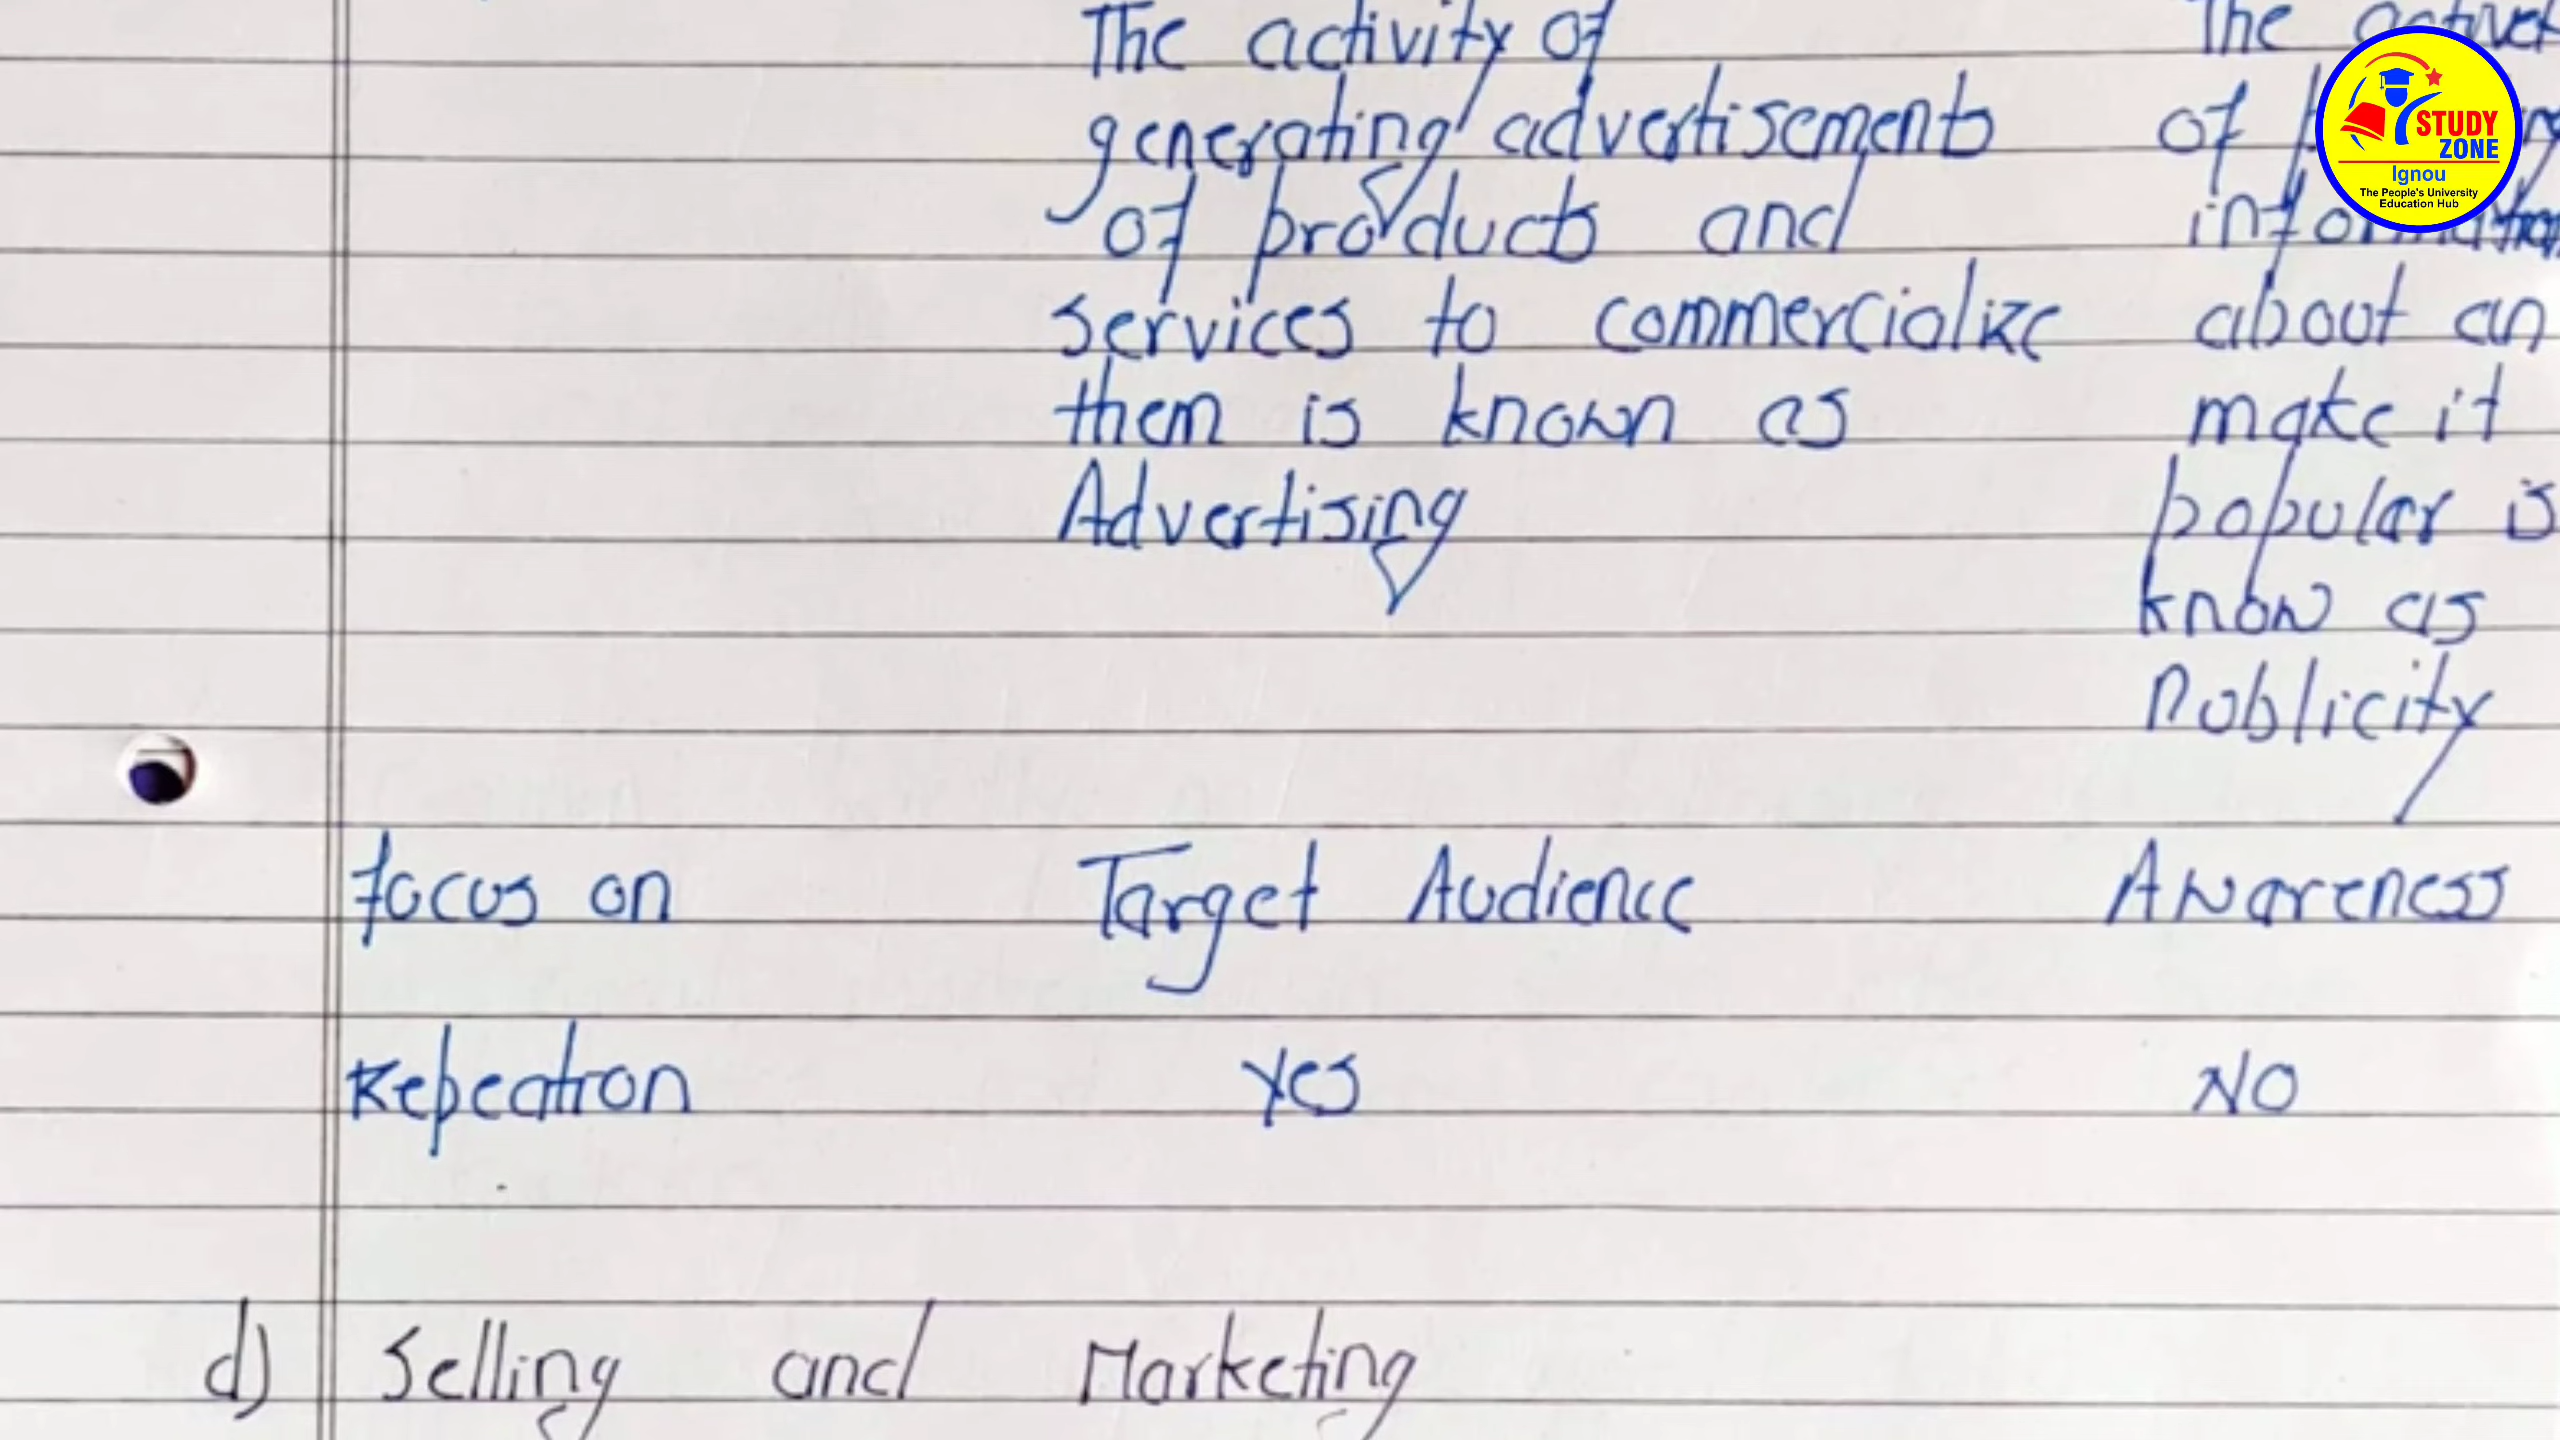 The activity of
generating advertisements
of products and
services to commercialize
them is known as
Advertising
The
of
about an
make it
popular is
know as
Publicity
focus on Target Audience Awareness
Repeation Yes NO
d) Selling and Marketing
STUDY
ZONE
Ignou
The People's University
Education Hub